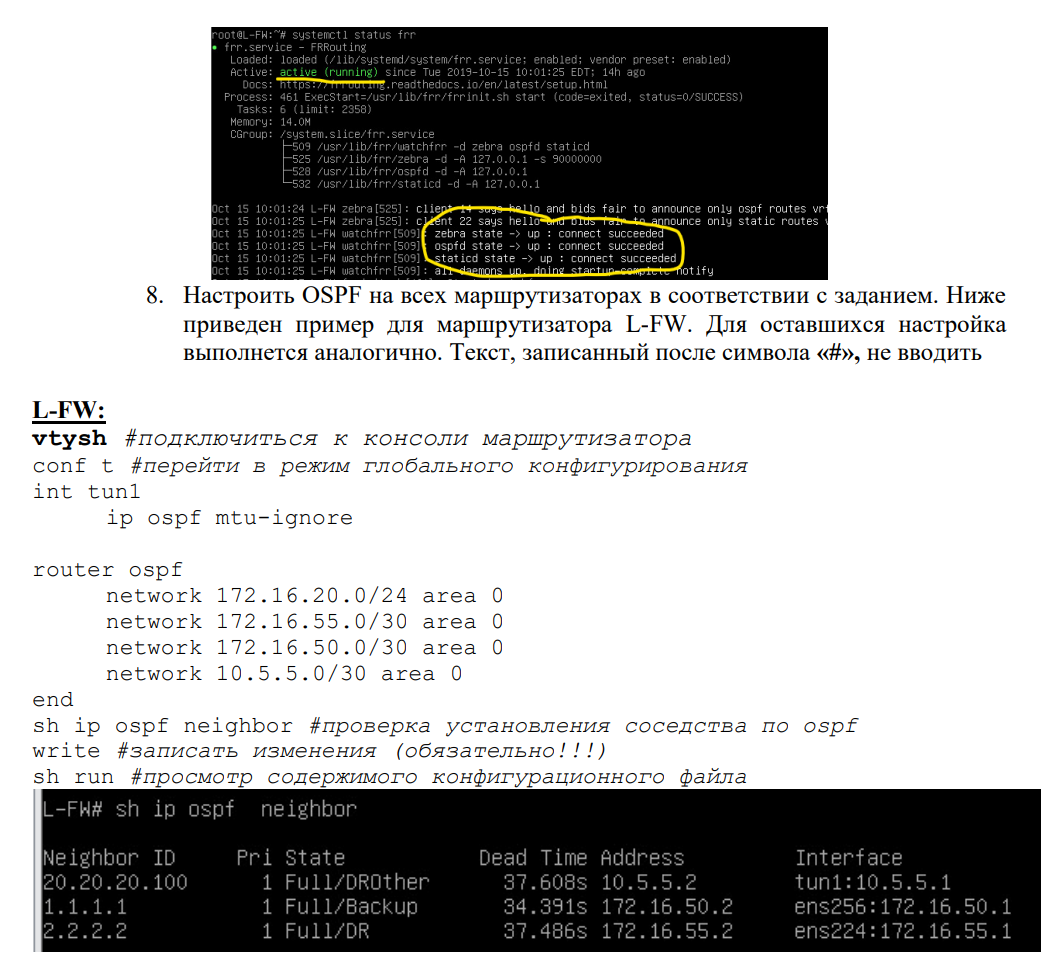 root@L-FW:~# systemctl status frr
● frr.service - FRRouting
Loaded: loaded (/lib/systemd/system/frr.service; enabled; vendor preset: enabled)
Active: active (running) since Tue 2019-10-15 10:01:25 EDT; 14h ago
Docs: https://frrouting.readthedocs.io/en/latest/setup.html
Process: 461 ExecStart=/usr/lib/frr/frrinit.sh start (code=exited, status=0/SUCCESS)
Tasks: 6 (limit: 2358)
Memory: 14.0M
CGroup: /system.slice/frr.service
├─509 /usr/lib/frr/watchfrr -d zebra ospfd staticd
├─525 /usr/lib/frr/zebra -d -A 127.0.0.1 -s 90000000
├─528 /usr/lib/frr/ospfd -d -A 127.0.0.1
└─532 /usr/lib/frr/staticd -d -A 127.0.0.1
Oct 15 10:01:24 L-FW zebra[525]: client 14 says hello and bids fair to announce only ospf routes vrf
Oct 15 10:01:25 L-FW zebra[525]: client 22 says hello and bids fair to announce only static routes v
Oct 15 10:01:25 L-FW watchfrr[509]: zebra state -> up : connect succeeded
Oct 15 10:01:25 L-FW watchfrr[509]: ospfd state -> up : connect succeeded
Oct 15 10:01:25 L-FW watchfrr[509]: staticd state -> up : connect succeeded
Oct 15 10:01:25 L-FW watchfrr[509]: all daemons up, doing startup-complete notify
8. Настроить OSPF на всех маршрутизаторах в соответствии с заданием. Ниже
приведен пример для маршрутизатора L-FW. Для оставшихся настройка
выполнется аналогично. Текст, записанный после символа «#», не вводить
L-FW:
vtysh #подключиться к консоли маршрутизатора
conf t #перейти в режим глобального конфигурирования
int tun1
ip ospf mtu-ignore
router ospf
network 172.16.20.0/24 area 0
network 172.16.55.0/30 area 0
network 172.16.50.0/30 area 0
network 10.5.5.0/30 area 0
end
sh ip ospf neighbor #проверка установления соседства по ospf
write #записать изменения (обязательно!!!)
sh run #просмотр содержимого конфигурационного файла
L-FW# sh ip ospf  neighbor
Neighbor ID Pri State Dead Time Address Interface
20.20.20.100 1 Full/DROther 37.608s 10.5.5.2 tun1:10.5.5.1
1.1.1.1 1 Full/Backup 34.391s 172.16.50.2 ens256:172.16.50.1
2.2.2.2 1 Full/DR 37.486s 172.16.55.2 ens224:172.16.55.1